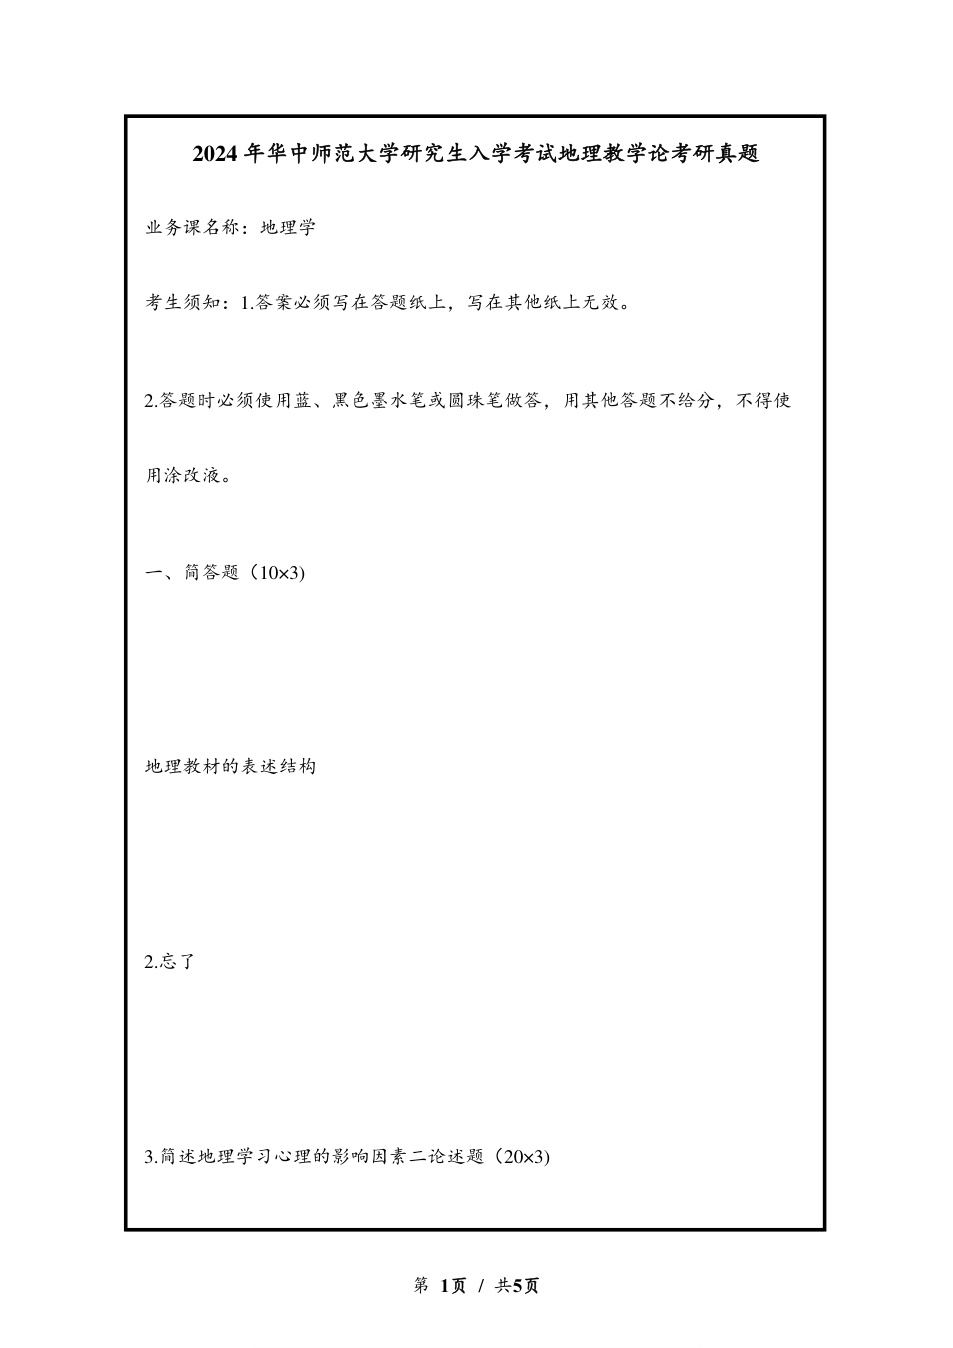 2024 年华中师范大学研究生入学考试地理教学论考研真题
业务课名称：地理学
考生须知：1.答案必须写在答题纸上，写在其他纸上无效。
2.答题时必须使用蓝、黑色墨水笔或圆珠笔做答，用其他答题不给分，不得使
用涂改液。
一、简答题（10×3)
地理教材的表述结构
2.忘了
3.简述地理学习心理的影响因素二论述题（20×3)
第 1页 / 共5页